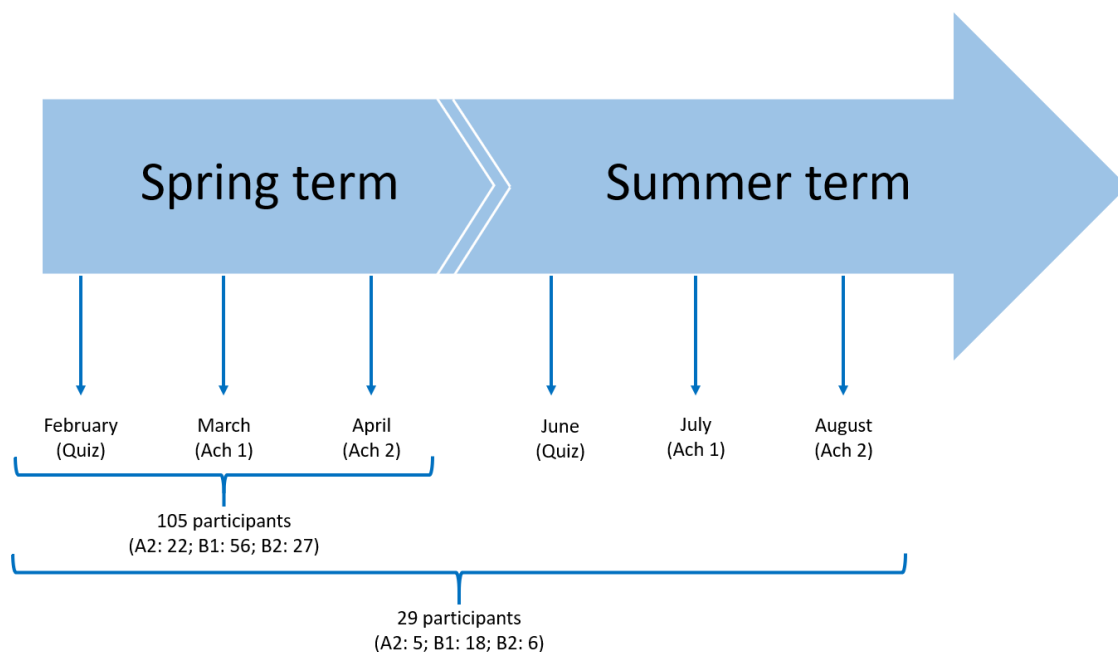 Spring term
Summer term
February
(Quiz)
March
(Ach 1)
April
(Ach 2)
June
(Quiz)
July
(Ach 1)
August
(Ach 2)
105 participants
(A2: 22; B1: 56; B2: 27)
29 participants
(A2: 5; B1: 18; B2: 6)